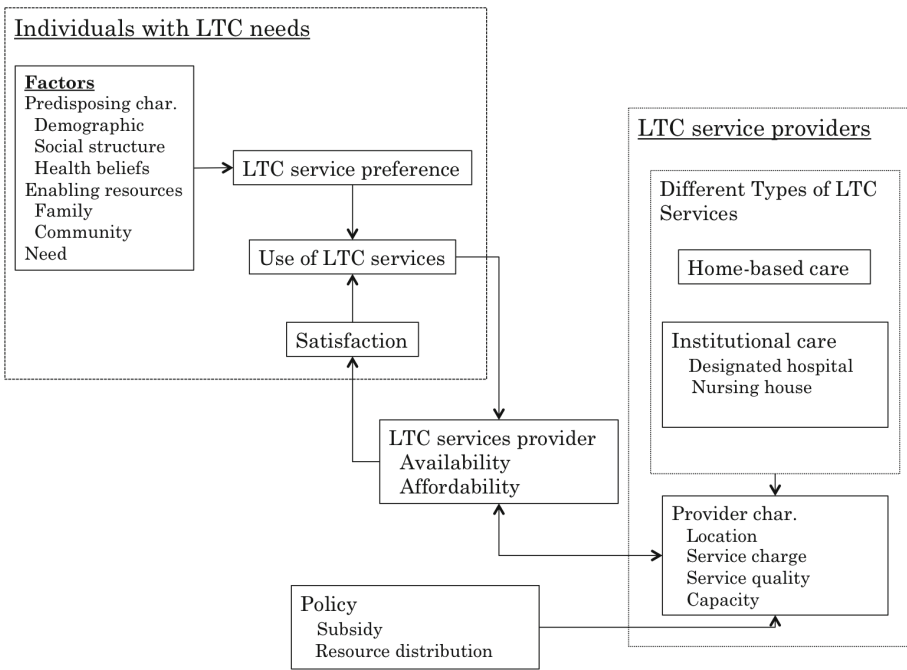 Individuals with LTC needs
Factors
Predisposing char.
Demographic
Social structure
Health beliefs
Enabling resources
Family
Community
Need
LTC service preference
Use of LTC services
Satisfaction
LTC services provider
Availability
Affordability
Policy
Subsidy
Resource distribution
LTC service providers
Different Types of LTC
Services
Home-based care
Institutional care
Designated hospital
Nursing house
Provider char.
Location
Service charge
Service quality
Capacity